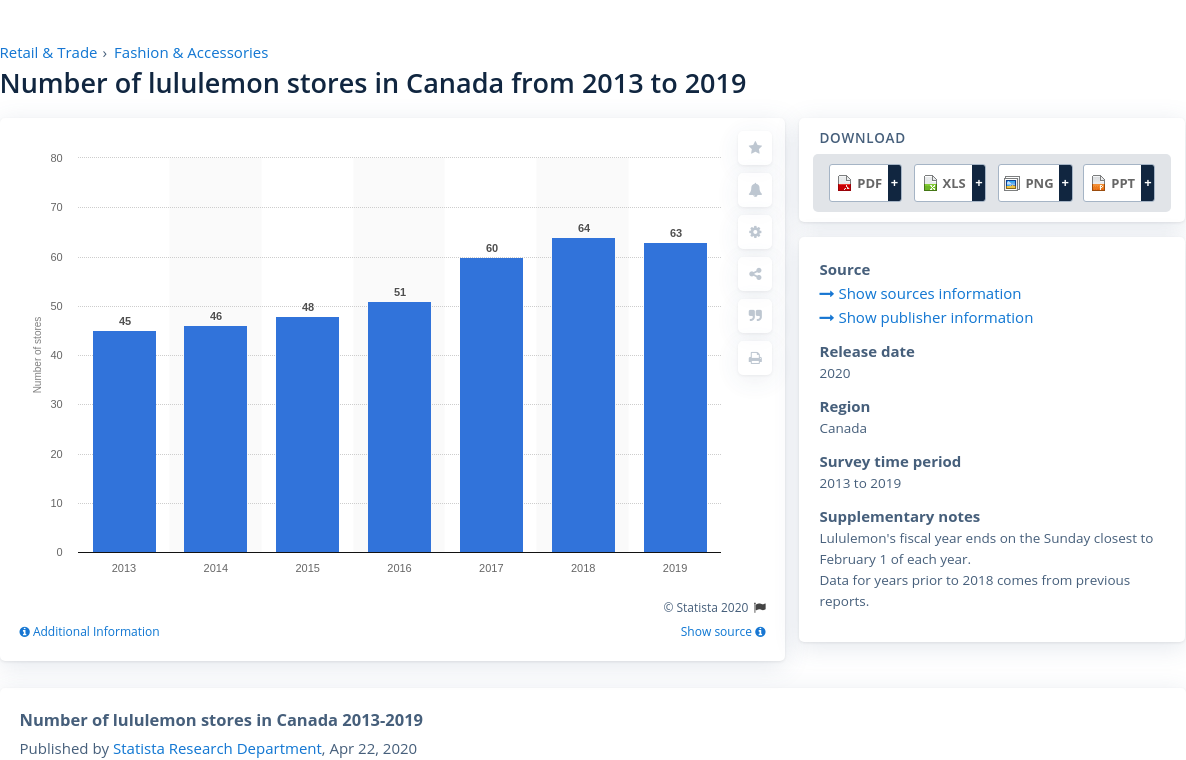 Retail & Trade › Fashion & Accessories
Number of lululemon stores in Canada from 2013 to 2019
80
70
60
50
40
30
20
10
0
Number of stores
45
46
48
51
60
64
63
2013
2014
2015
2016
2017
2018
2019
© Statista 2020
Additional Information
Show source
DOWNLOAD
PDF +
XLS +
PNG +
PPT +
Source
Show sources information
Show publisher information
Release date
2020
Region
Canada
Survey time period
2013 to 2019
Supplementary notes
Lululemon's fiscal year ends on the Sunday closest to
February 1 of each year.
Data for years prior to 2018 comes from previous
reports.
Number of lululemon stores in Canada 2013-2019
Published by Statista Research Department, Apr 22, 2020